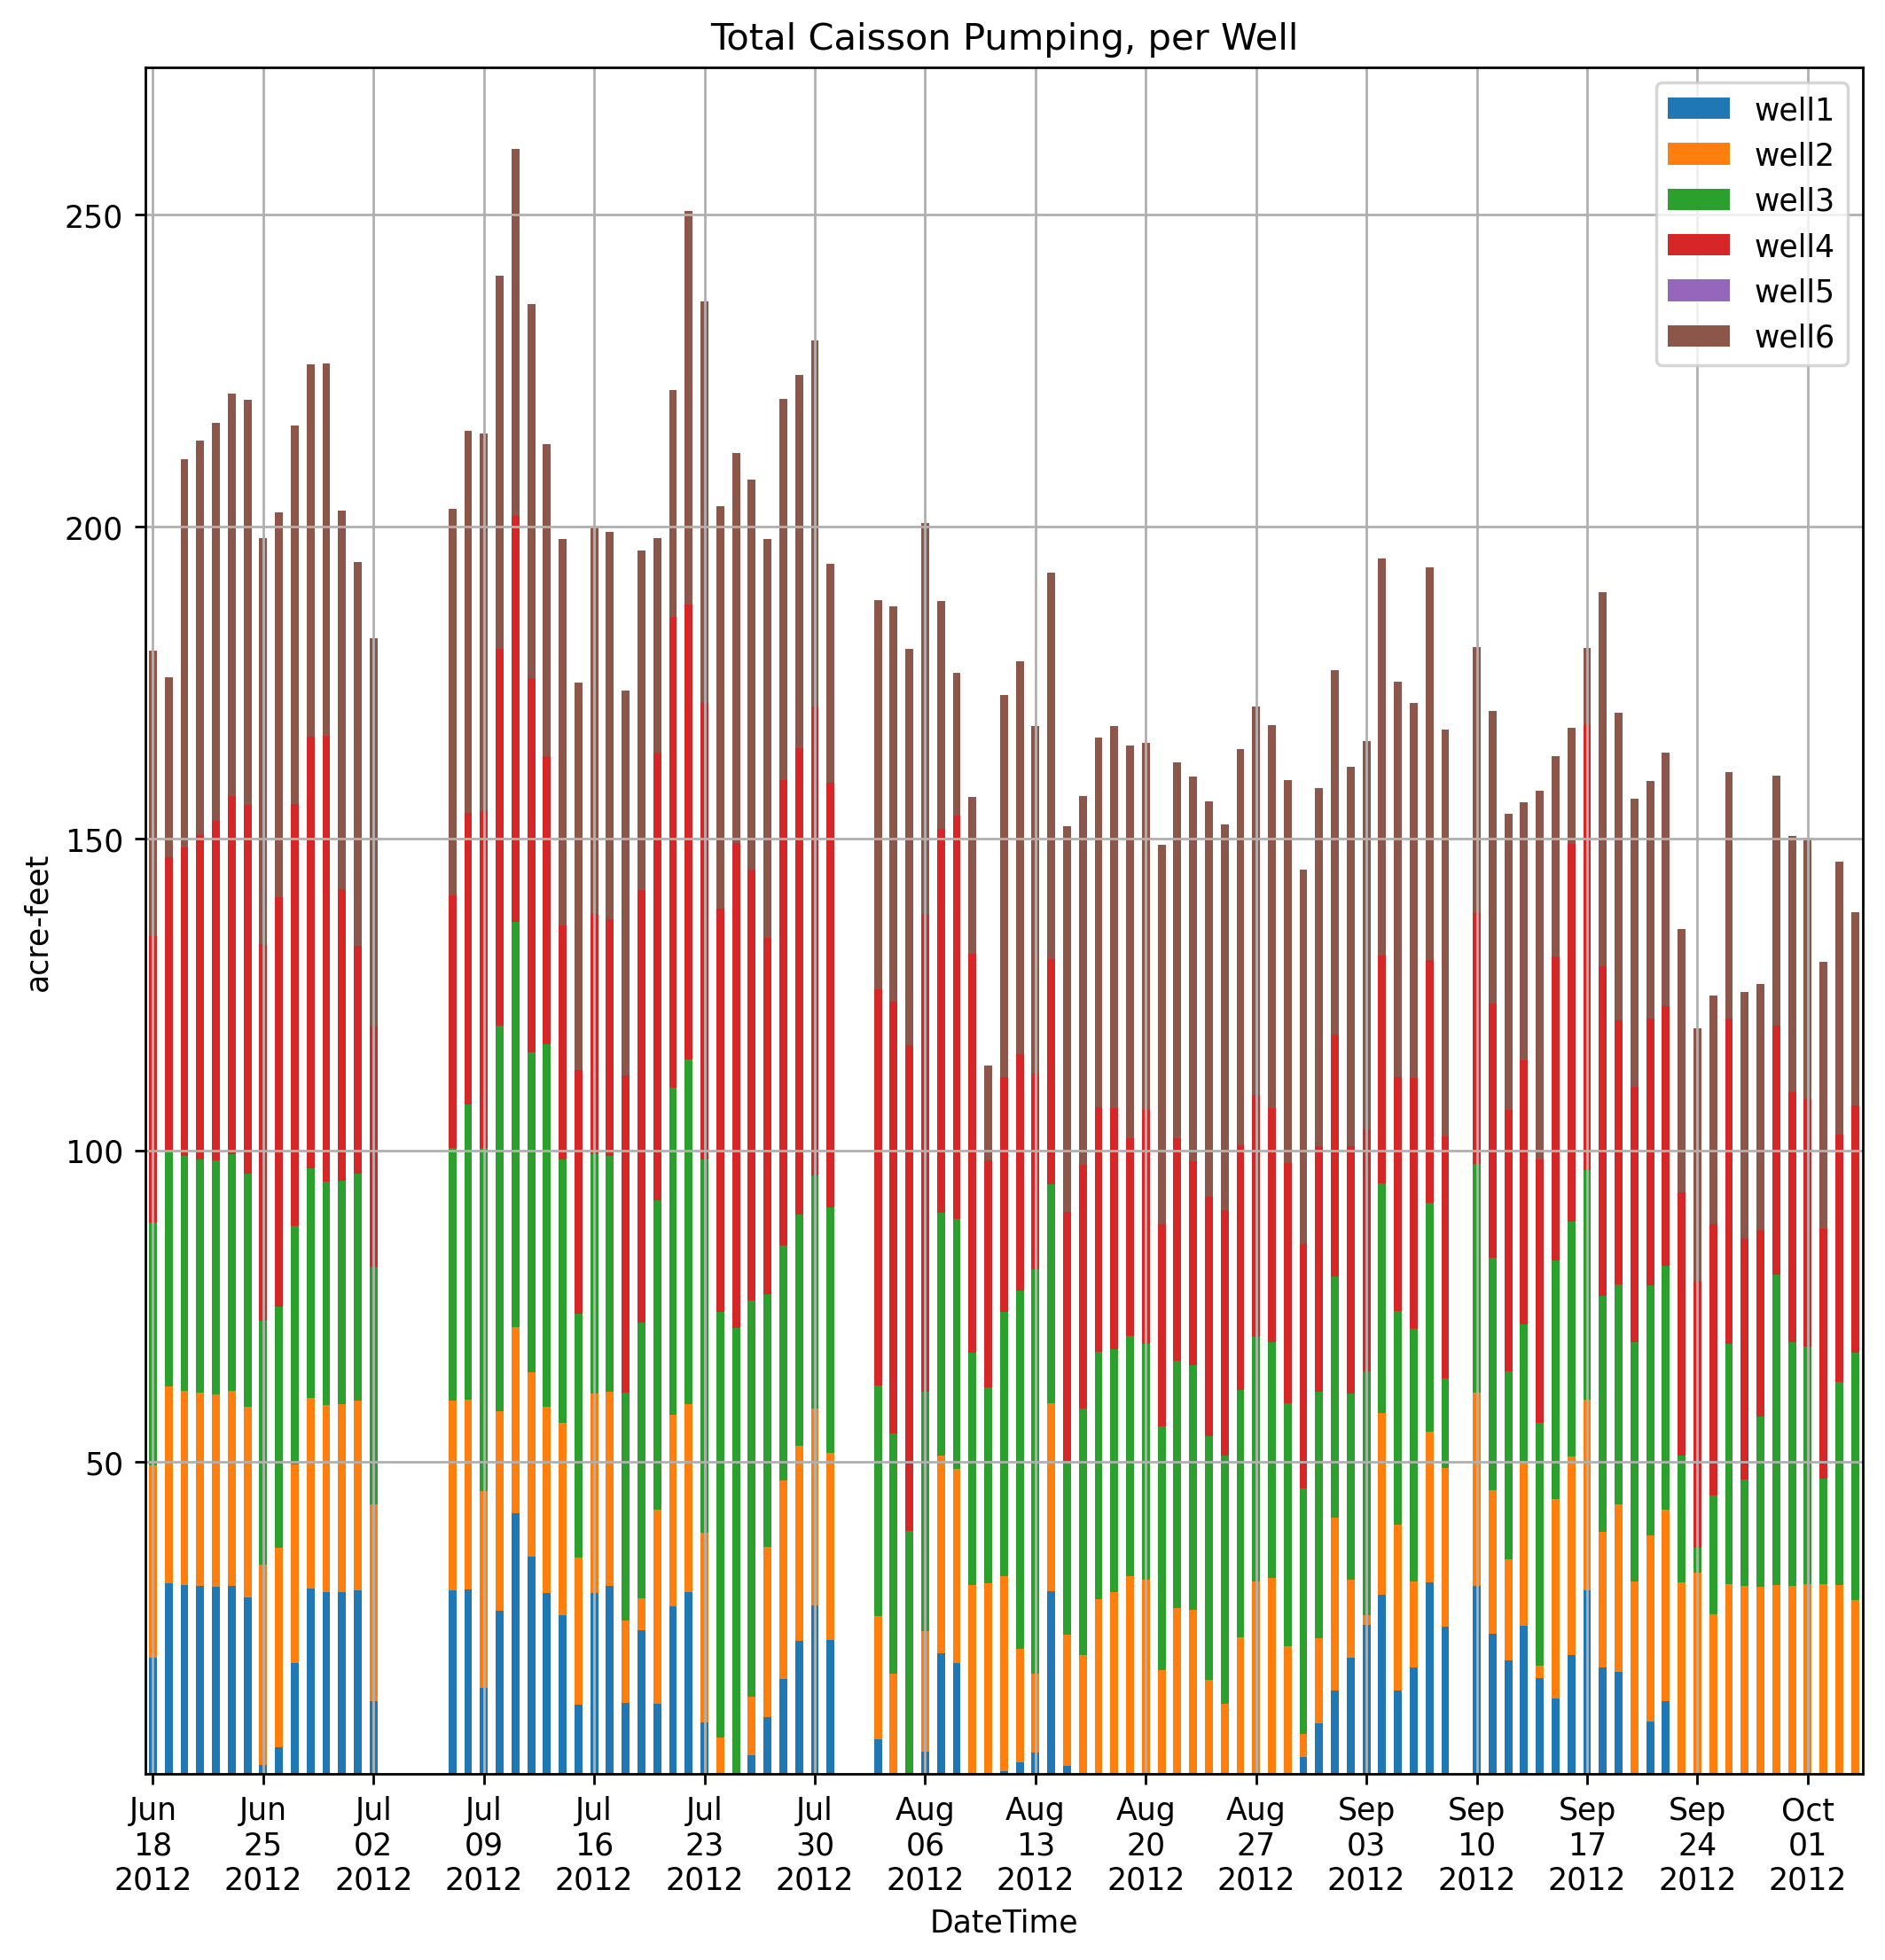 Total Caisson Pumping, per Well
well1
well2
well3
well4
well5
well6
250
200
150
100
50
acre-feet
Jun Jun Jul Jul Jul Jul Jul Aug Aug Aug Aug Sep Sep Sep Sep Oct
18 25 02 09 16 23 30 06 13 20 27 03 10 17 24 01
2012 2012 2012 2012 2012 2012 2012 2012 2012 2012 2012 2012 2012 2012 2012 2012
DateTime